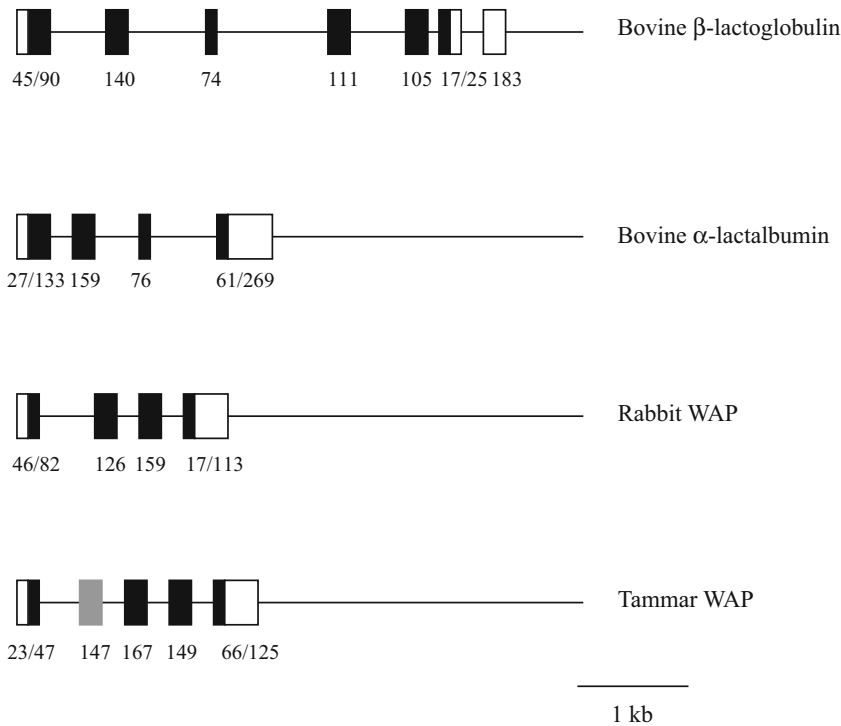 Bovine β-lactoglobulin
45/90 140 74 111 105 17/25 183
Bovine α-lactalbumin
27/133 159 76 61/269
Rabbit WAP
46/82 126 159 17/113
Tammar WAP
23/47 147 167 149 66/125
1 kb